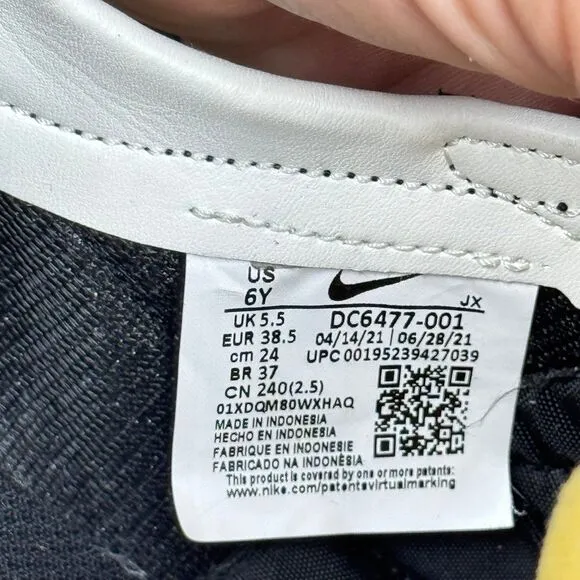 US
6Y
JX
UK 5.5 DC6477-001
EUR 38.5 04/14/21 | 06/28/21
cm 24 UPC 00195239427039
BR 37
CN 240(2.5)
01XDQM80WXHAQ
MADE IN INDONESIA
HECHO EN INDONESIA
FABRIQUE EN INDONESIE
FABRICADO NA INDONÈSIA
This product is covered by one or more patents:
www.nike.com/patentsvirtualmarking